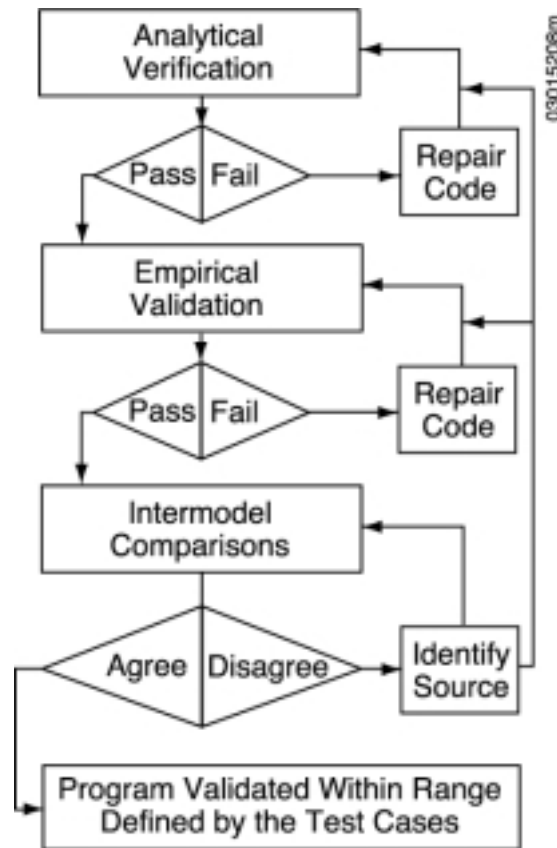 Analytical
Verification
03015208m
Pass Fail
Repair
Code
Empirical
Validation
Pass Fail
Repair
Code
Intermodel
Comparisons
Agree Disagree
Identify
Source
Program Validated Within Range
Defined by the Test Cases